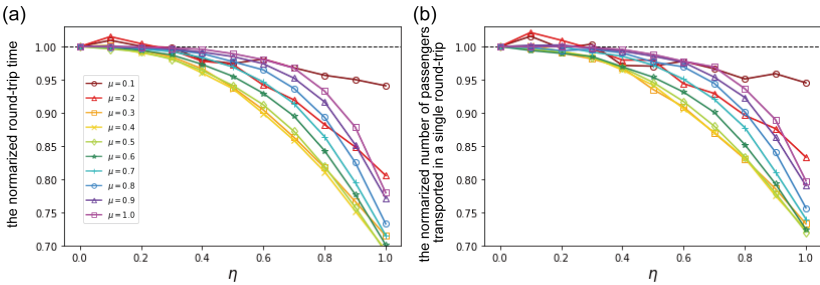 (a)
the normarized round-trip time
1.00
0.95
0.90
0.85
0.80
0.75
0.70
μ = 0.1
μ = 0.2
μ = 0.3
μ = 0.4
μ = 0.5
μ = 0.6
μ = 0.7
μ = 0.8
μ = 0.9
μ = 1.0
0.0 0.2 0.4 0.6 0.8 1.0
η
(b)
the normarized number of passengers
transported in a single round-trip
1.00
0.95
0.90
0.85
0.80
0.75
0.70
0.0 0.2 0.4 0.6 0.8 1.0
η